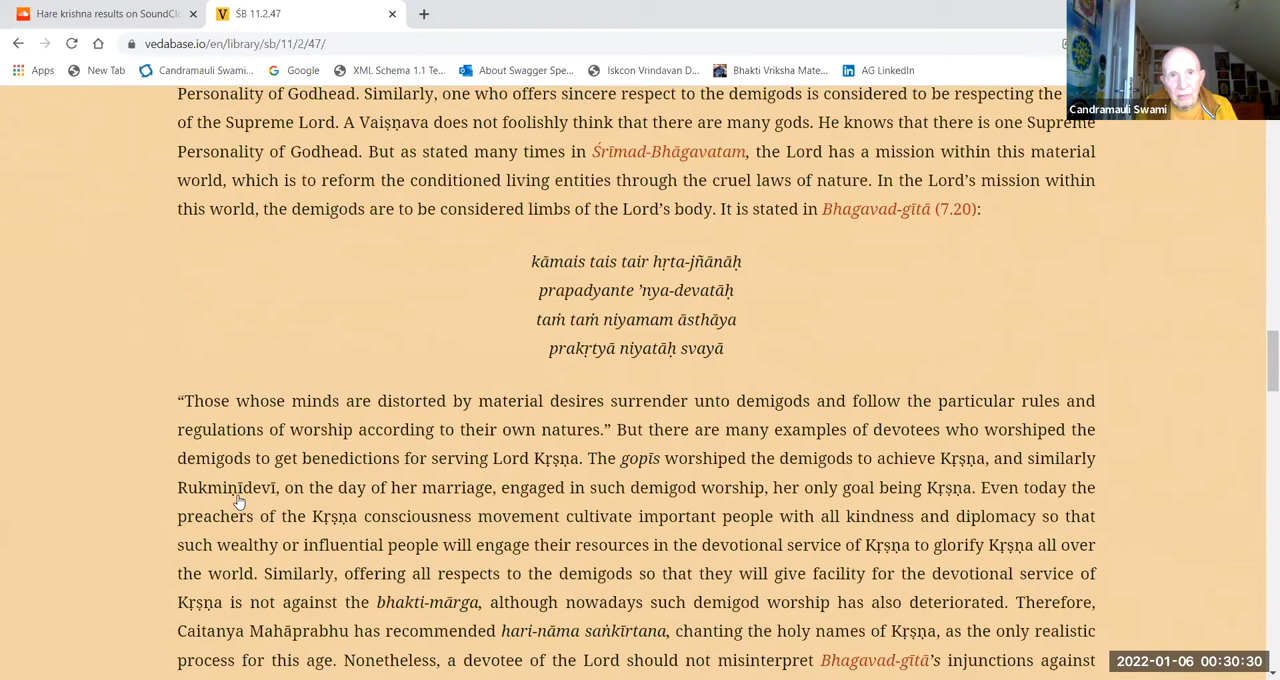 Hare krishna results on SoundClo
ŚB 11.2.47
vedabase.io/en/library/sb/11/2/47/
Apps
New Tab
Candramauli Swami...
Google
XML Schema 1.1 Te...
About Swagger Spe...
Iskcon Vrindavan D...
Bhakti Vriksha Mate...
AG LinkedIn
Candramauli Swami
Personality of Godhead. Similarly, one who offers sincere respect to the demigods is considered to be respecting the
of the Supreme Lord. A Vaiṣṇava does not foolishly think that there are many gods. He knows that there is one Supreme
Personality of Godhead. But as stated many times in Śrīmad-Bhāgavatam, the Lord has a mission within this material
world, which is to reform the conditioned living entities through the cruel laws of nature. In the Lord’s mission within
this world, the demigods are to be considered limbs of the Lord’s body. It is stated in Bhagavad-gītā (7.20):
kāmais tais tair hṛta-jñānāḥ
prapadyante ’nya-devatāḥ
taṁ taṁ niyamam āsthāya
prakṛtyā niyatāḥ svayā
“Those whose minds are distorted by material desires surrender unto demigods and follow the particular rules and
regulations of worship according to their own natures.” But there are many examples of devotees who worshiped the
demigods to get benedictions for serving Lord Kṛṣṇa. The gopīs worshiped the demigods to achieve Kṛṣṇa, and similarly
Rukmiṇīdevī, on the day of her marriage, engaged in such demigod worship, her only goal being Kṛṣṇa. Even today the
preachers of the Kṛṣṇa consciousness movement cultivate important people with all kindness and diplomacy so that
such wealthy or influential people will engage their resources in the devotional service of Kṛṣṇa to glorify Kṛṣṇa all over
the world. Similarly, offering all respects to the demigods so that they will give facility for the devotional service of
Kṛṣṇa is not against the bhakti-mārga, although nowadays such demigod worship has also deteriorated. Therefore,
Caitanya Mahāprabhu has recommended hari-nāma saṅkīrtana, chanting the holy names of Kṛṣṇa, as the only realistic
process for this age. Nonetheless, a devotee of the Lord should not misinterpret Bhagavad-gītā’s injunctions against
2022-01-06 00:30:30